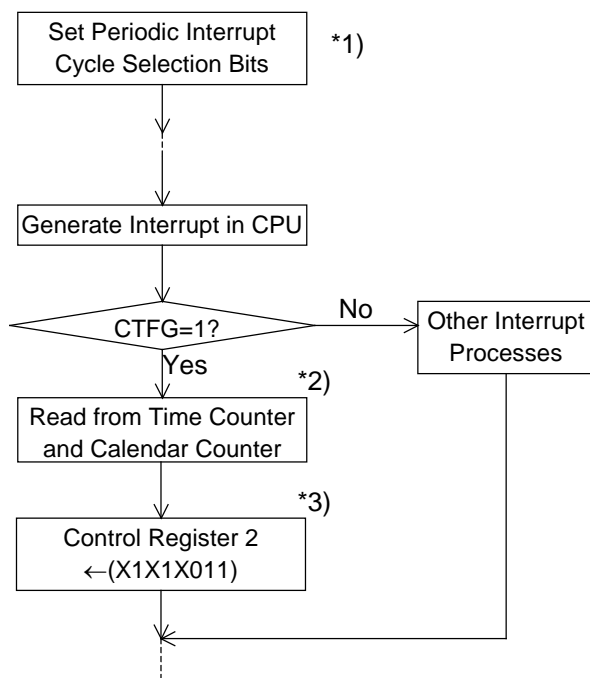 Set Periodic Interrupt
Cycle Selection Bits
*1)
Generate Interrupt in CPU
CTFG=1?
No
Other Interrupt
Processes
Yes
*2)
Read from Time Counter
and Calendar Counter
*3)
Control Register 2
←(X1X1X011)